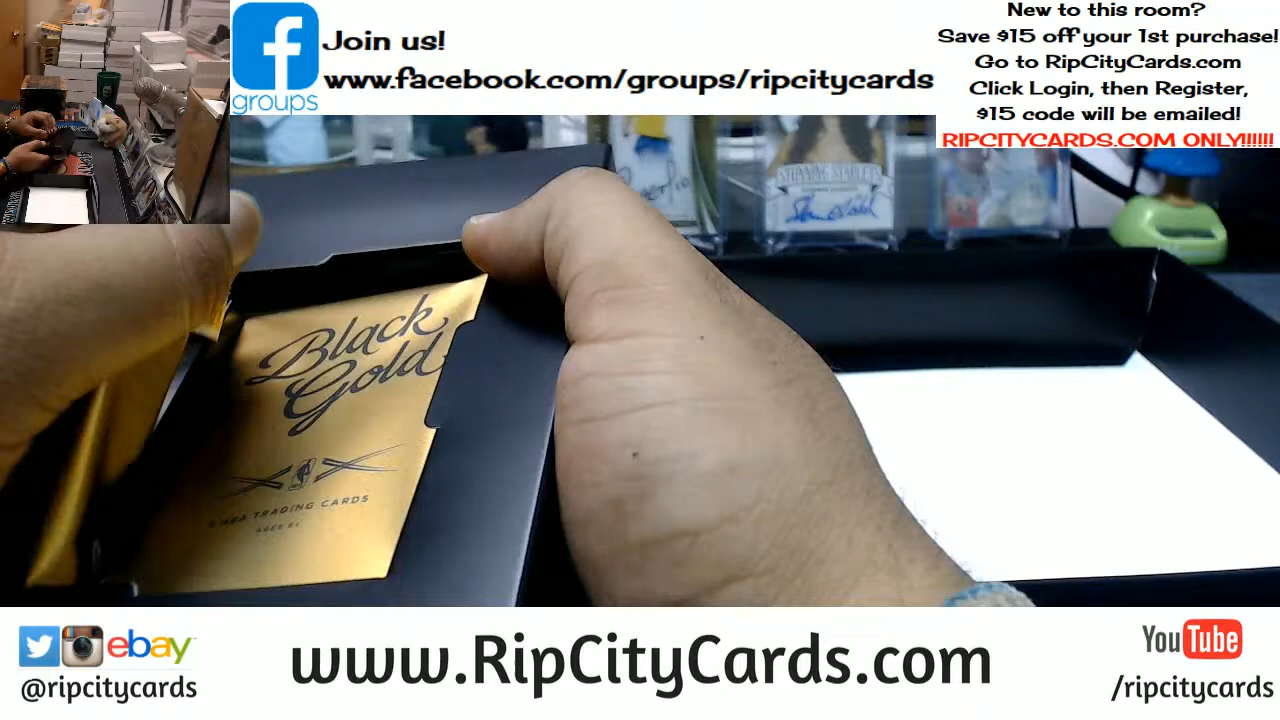 Join us!
www.facebook.com/groups/ripcitycards
groups
New to this room?
Save $15 off your 1st purchase!
Go to RipCityCards.com
Click Login, then Register,
$15 code will be emailed!
RIPCITYCARDS.COM ONLY!!!!!!
STUNNING STARLETS
Black
Gold
NBA TRADING CARDS
ebay
@ripcitycards
www.RipCityCards.com
YouTube
/ripcitycards